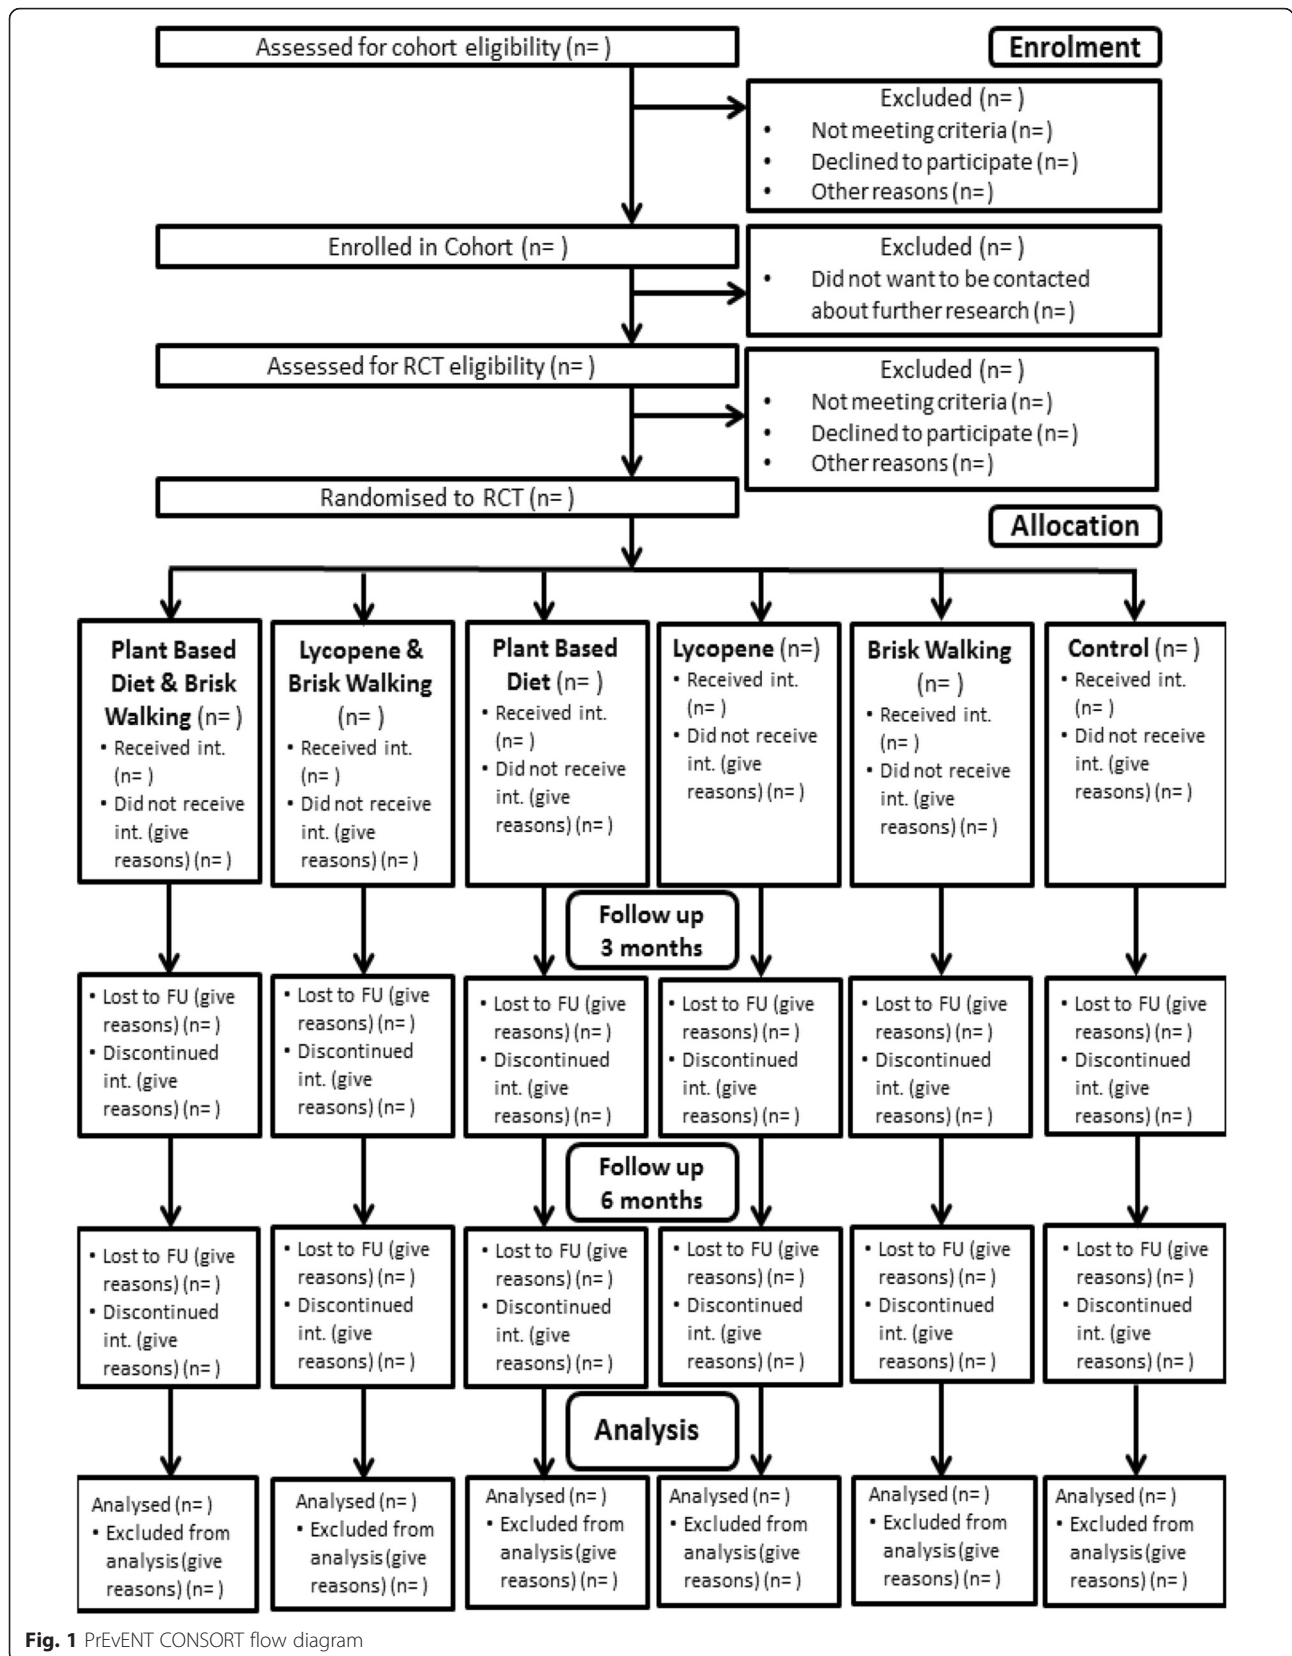 Assessed for cohort eligibility (n= )
Enrolment
Excluded (n= )
• Not meeting criteria (n= )
• Declined to participate (n= )
• Other reasons (n= )
Enrolled in Cohort (n= )
Excluded (n= )
• Did not want to be contacted
about further research (n= )
Assessed for RCT eligibility (n= )
Excluded (n= )
• Not meeting criteria (n= )
• Declined to participate (n= )
• Other reasons (n= )
Randomised to RCT (n= )
Allocation
Plant Based
Diet & Brisk
Walking (n= )
• Received int.
(n= )
• Did not receive
int. (give
reasons) (n= )
Lycopene &
Brisk Walking
(n= )
• Received int.
(n= )
• Did not receive
int. (give
reasons) (n= )
Plant Based
Diet (n= )
• Received int.
(n= )
• Did not receive
int. (give
reasons) (n= )
Lycopene (n=)
• Received int.
(n= )
• Did not receive
int. (give
reasons) (n= )
Brisk Walking
(n= )
• Received int.
(n= )
• Did not receive
int. (give
reasons) (n= )
Control (n= )
• Received int.
(n= )
• Did not receive
int. (give
reasons) (n= )
Follow up
3 months
• Lost to FU (give
reasons) (n= )
• Discontinued
int. (give
reasons) (n= )
• Lost to FU (give
reasons) (n= )
• Discontinued
int. (give
reasons) (n= )
• Lost to FU (give
reasons) (n= )
• Discontinued
int. (give
reasons) (n= )
• Lost to FU (give
reasons) (n= )
• Discontinued
int. (give
reasons) (n= )
• Lost to FU (give
reasons) (n= )
• Discontinued
int. (give
reasons) (n= )
• Lost to FU (give
reasons) (n= )
• Discontinued
int. (give
reasons) (n= )
Follow up
6 months
• Lost to FU (give
reasons) (n= )
• Discontinued
int. (give
reasons) (n= )
• Lost to FU (give
reasons) (n= )
• Discontinued
int. (give
reasons) (n= )
• Lost to FU (give
reasons) (n= )
• Discontinued
int. (give
reasons) (n= )
• Lost to FU (give
reasons) (n= )
• Discontinued
int. (give
reasons) (n= )
• Lost to FU (give
reasons) (n= )
• Discontinued
int. (give
reasons) (n= )
• Lost to FU (give
reasons) (n= )
• Discontinued
int. (give
reasons) (n= )
Analysis
Analysed (n= )
• Excluded from
analysis (give
reasons) (n= )
Analysed (n= )
• Excluded from
analysis (give
reasons) (n= )
Analysed (n= )
• Excluded from
analysis (give
reasons) (n= )
Analysed (n= )
• Excluded from
analysis (give
reasons) (n= )
Analysed (n= )
• Excluded from
analysis (give
reasons) (n= )
Analysed (n= )
• Excluded from
analysis (give
reasons) (n= )
Fig. 1 PrEvENT CONSORT flow diagram